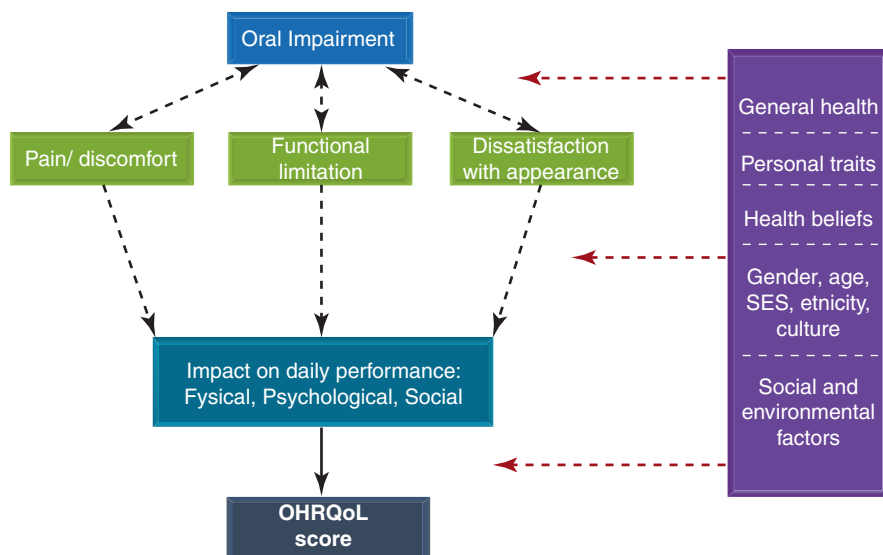 Oral Impairment
Pain/ discomfort
Functional
limitation
Dissatisfaction
with appearance
Impact on daily performance:
Fysical, Psychological, Social
OHRQoL
score
General health
Personal traits
Health beliefs
Gender, age,
SES, etnicity,
culture
Social and
environmental
factors